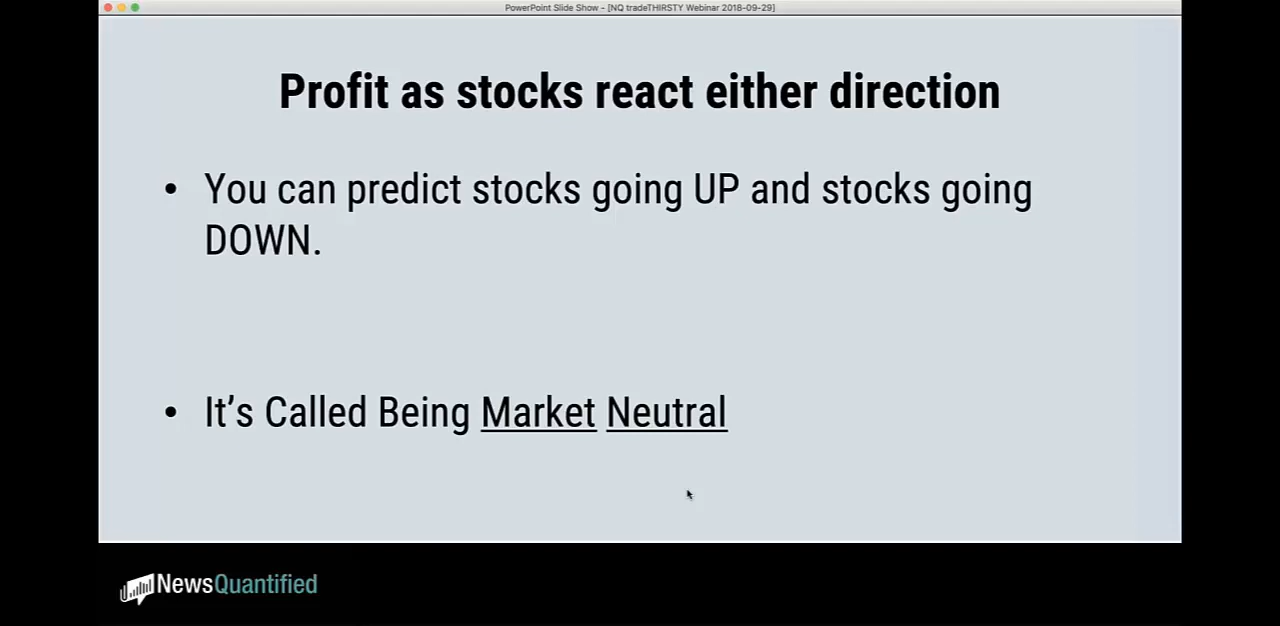 PowerPoint Slide Show - [NQ tradeTHIRSTY Webinar 2018-09-29]
Profit as stocks react either direction
• You can predict stocks going UP and stocks going
DOWN.
• It’s Called Being Market Neutral
NewsQuantified